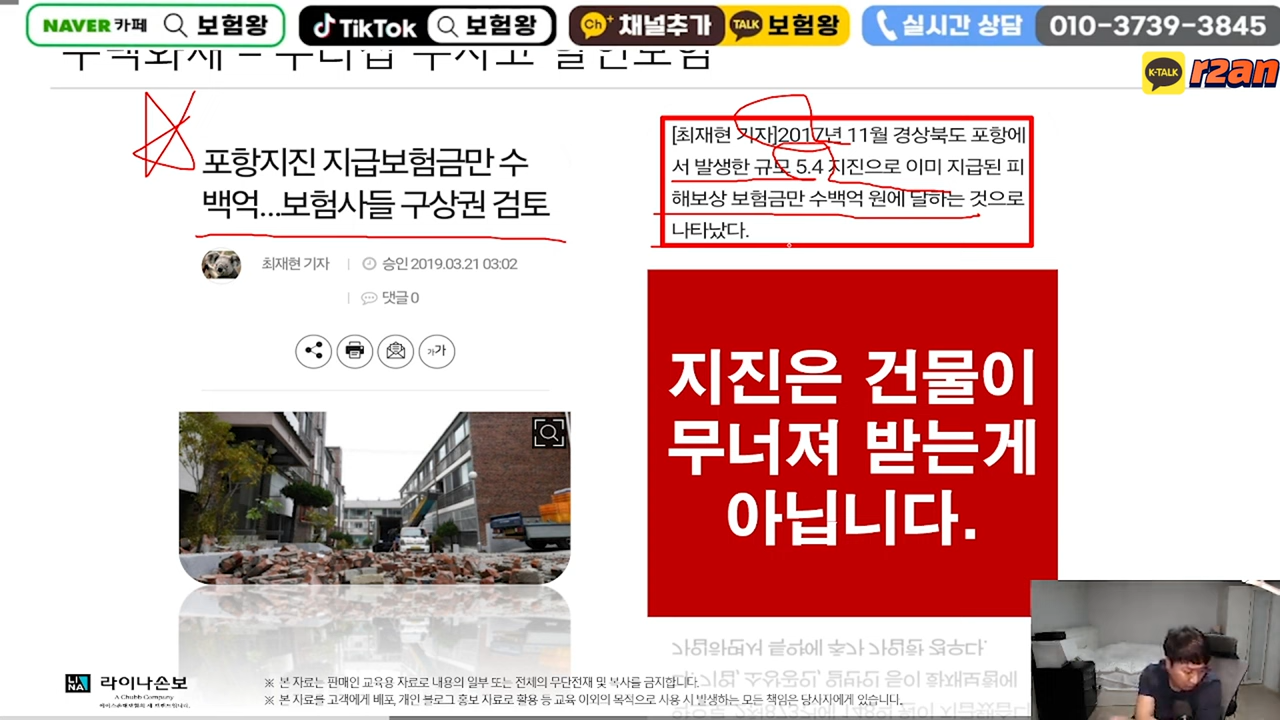 NAVER 카페 보험왕
TikTok 보험왕
Ch+ 채널추가 TALK 보험왕
실시간 상담 010-3739-3845
K-TALK r2an
포항지진 지급보험금만 수
백억...보험사들 구상권 검토
최재현 기자 | 승인 2019.03.21 03:02
| 댓글 0
가가
[최재현 기자]2017년 11월 경상북도 포항에
서 발생한 규모 5.4 지진으로 이미 지급된 피
해보상 보험금만 수백억 원에 달하는 것으로
나타났다.
지진은 건물이
무너져 받는게
아닙니다.
LINA 라이나손보
A Chubb Company
※ 본 자료는 판매인 교육용 자료로 내용의 일부 또는 전체의 무단전재 및 복사를 금지합니다.
※ 본 자료를 고객에게 배포, 개인 블로그 홍보 자료로 활용 등 교육 이외의 목적으로 사용 시 발생하는 모든 책임은 당사자에게 있습니다.